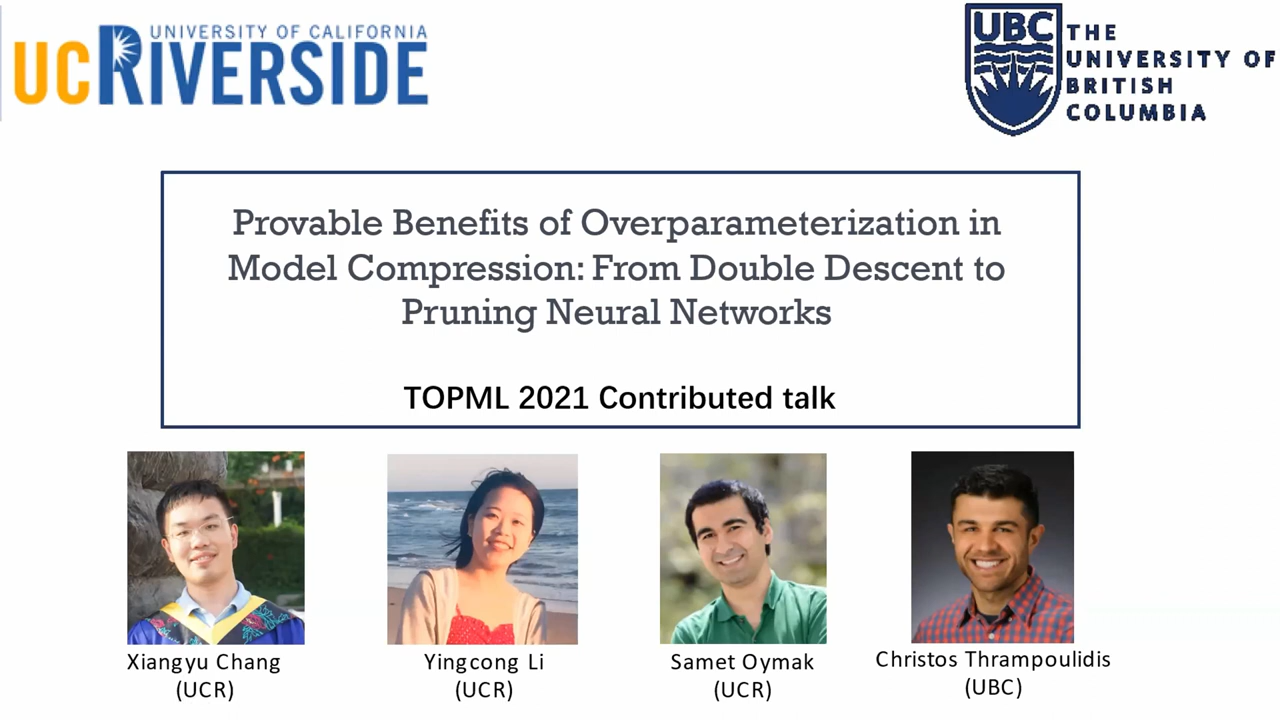 UNIVERSITY OF CALIFORNIA
UCRIVERSIDE
UBC
THE
UNIVERSITY OF
BRITISH
COLUMBIA
Provable Benefits of Overparameterization in
Model Compression: From Double Descent to
Pruning Neural Networks
TOPML 2021 Contributed talk
Xiangyu Chang
(UCR)
Yingcong Li
(UCR)
Samet Oymak
(UCR)
Christos Thrampoulidis
(UBC)